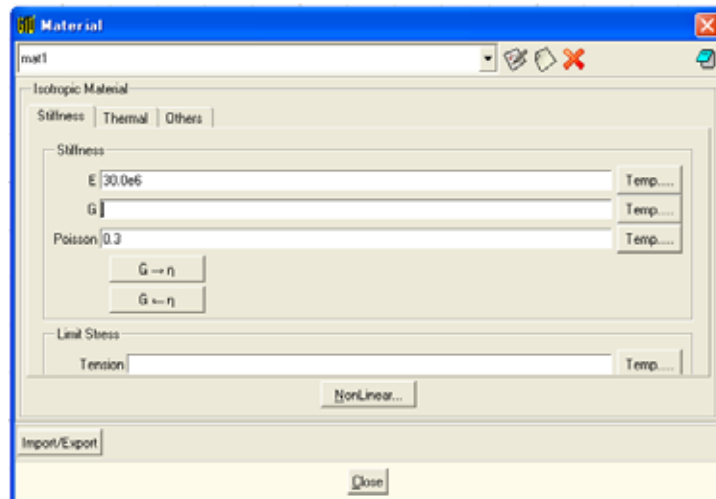 Material
mat1
Isotropic Material
Stiffness Thermal Others
Stiffness
E 30.0e6 Temp.....
G Temp.....
Poisson 0.3 Temp.....
G → η
G ← η
Limit Stress
Tension Temp.....
NonLinear...
Import/Export
Close